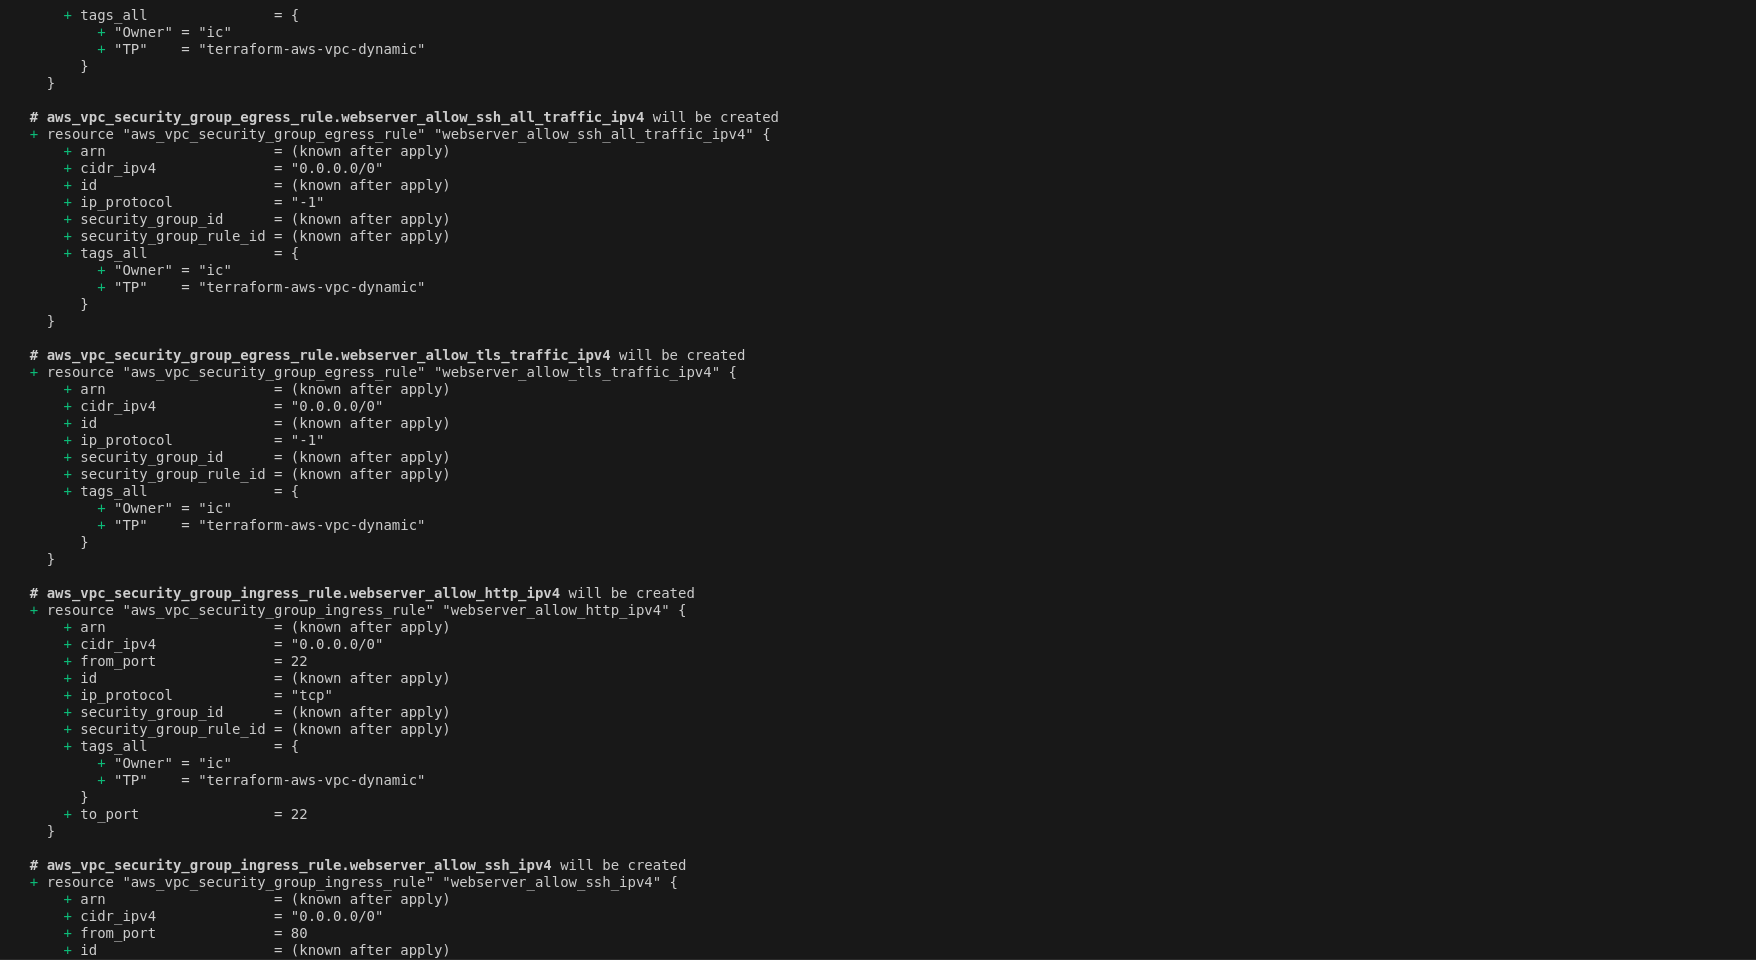 + tags_all               = {
          + "Owner" = "ic"
          + "TP"    = "terraform-aws-vpc-dynamic"
        }
    }

  # aws_vpc_security_group_egress_rule.webserver_allow_ssh_all_traffic_ipv4 will be created
  + resource "aws_vpc_security_group_egress_rule" "webserver_allow_ssh_all_traffic_ipv4" {
      + arn                    = (known after apply)
      + cidr_ipv4              = "0.0.0.0/0"
      + id                     = (known after apply)
      + ip_protocol            = "-1"
      + security_group_id      = (known after apply)
      + security_group_rule_id = (known after apply)
      + tags_all               = {
          + "Owner" = "ic"
          + "TP"    = "terraform-aws-vpc-dynamic"
        }
    }

  # aws_vpc_security_group_egress_rule.webserver_allow_tls_traffic_ipv4 will be created
  + resource "aws_vpc_security_group_egress_rule" "webserver_allow_tls_traffic_ipv4" {
      + arn                    = (known after apply)
      + cidr_ipv4              = "0.0.0.0/0"
      + id                     = (known after apply)
      + ip_protocol            = "-1"
      + security_group_id      = (known after apply)
      + security_group_rule_id = (known after apply)
      + tags_all               = {
          + "Owner" = "ic"
          + "TP"    = "terraform-aws-vpc-dynamic"
        }
    }

  # aws_vpc_security_group_ingress_rule.webserver_allow_http_ipv4 will be created
  + resource "aws_vpc_security_group_ingress_rule" "webserver_allow_http_ipv4" {
      + arn                    = (known after apply)
      + cidr_ipv4              = "0.0.0.0/0"
      + from_port              = 22
      + id                     = (known after apply)
      + ip_protocol            = "tcp"
      + security_group_id      = (known after apply)
      + security_group_rule_id = (known after apply)
      + tags_all               = {
          + "Owner" = "ic"
          + "TP"    = "terraform-aws-vpc-dynamic"
        }
      + to_port                = 22
    }

  # aws_vpc_security_group_ingress_rule.webserver_allow_ssh_ipv4 will be created
  + resource "aws_vpc_security_group_ingress_rule" "webserver_allow_ssh_ipv4" {
      + arn                    = (known after apply)
      + cidr_ipv4              = "0.0.0.0/0"
      + from_port              = 80
      + id                     = (known after apply)